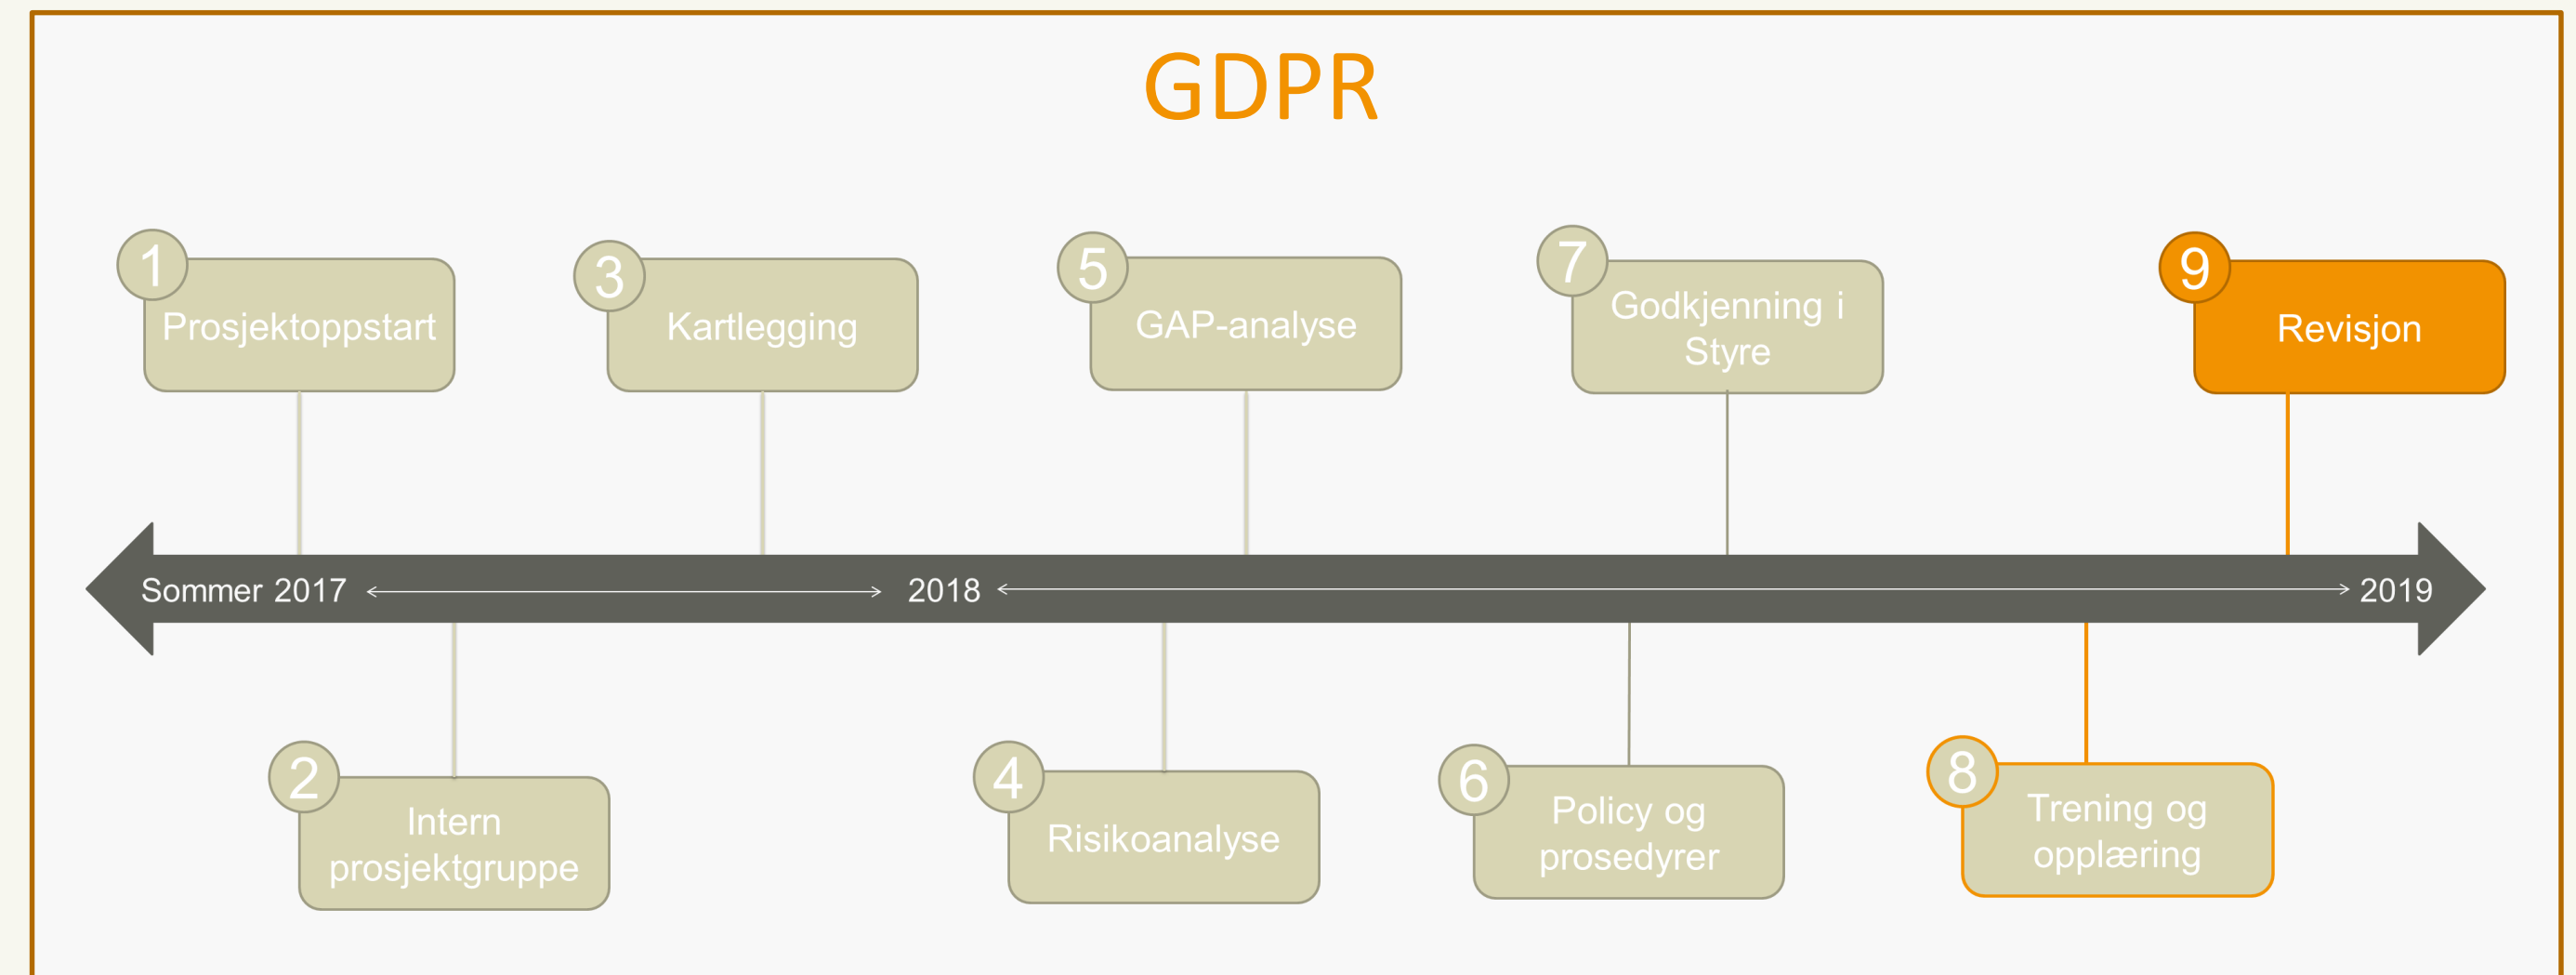 GDPR
1
Prosjektoppstart
3
Kartlegging
5
GAP-analyse
7
Godkjenning i
Styre
9
Revisjon
Sommer 2017
2018
2019
2
Intern
prosjektgruppe
4
Risikoanalyse
6
Policy og
prosedyrer
8
Trening og
opplæring